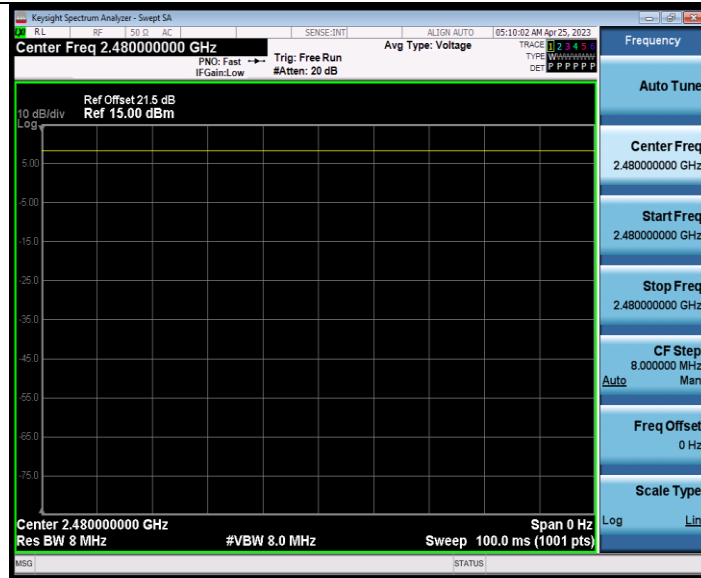 Keysight Spectrum Analyzer - Swept SA
RL RF 50 Ω AC SENSE:INT ALIGN AUTO 05:10:02 AM Apr 25, 2023
Center Freq 2.480000000 GHz
PNO: Fast
IFGain:Low
Trig: Free Run
#Atten: 20 dB
Avg Type: Voltage
TRACE 1 2 3 4 5 6
TYPE WWWWWW
DET P P P P P P
Ref Offset 21.5 dB
10 dB/div Ref 15.00 dBm
Log
5.00
-5.00
-15.0
-25.0
-35.0
-45.0
-55.0
-65.0
-75.0
Center 2.480000000 GHz Span 0 Hz
Res BW 8 MHz #VBW 8.0 MHz Sweep 100.0 ms (1001 pts)
MSG STATUS
Frequency
Auto Tune
Center Freq
2.480000000 GHz
Start Freq
2.480000000 GHz
Stop Freq
2.480000000 GHz
CF Step
8.000000 MHz
Auto Man
Freq Offset
0 Hz
Scale Type
Log Lin